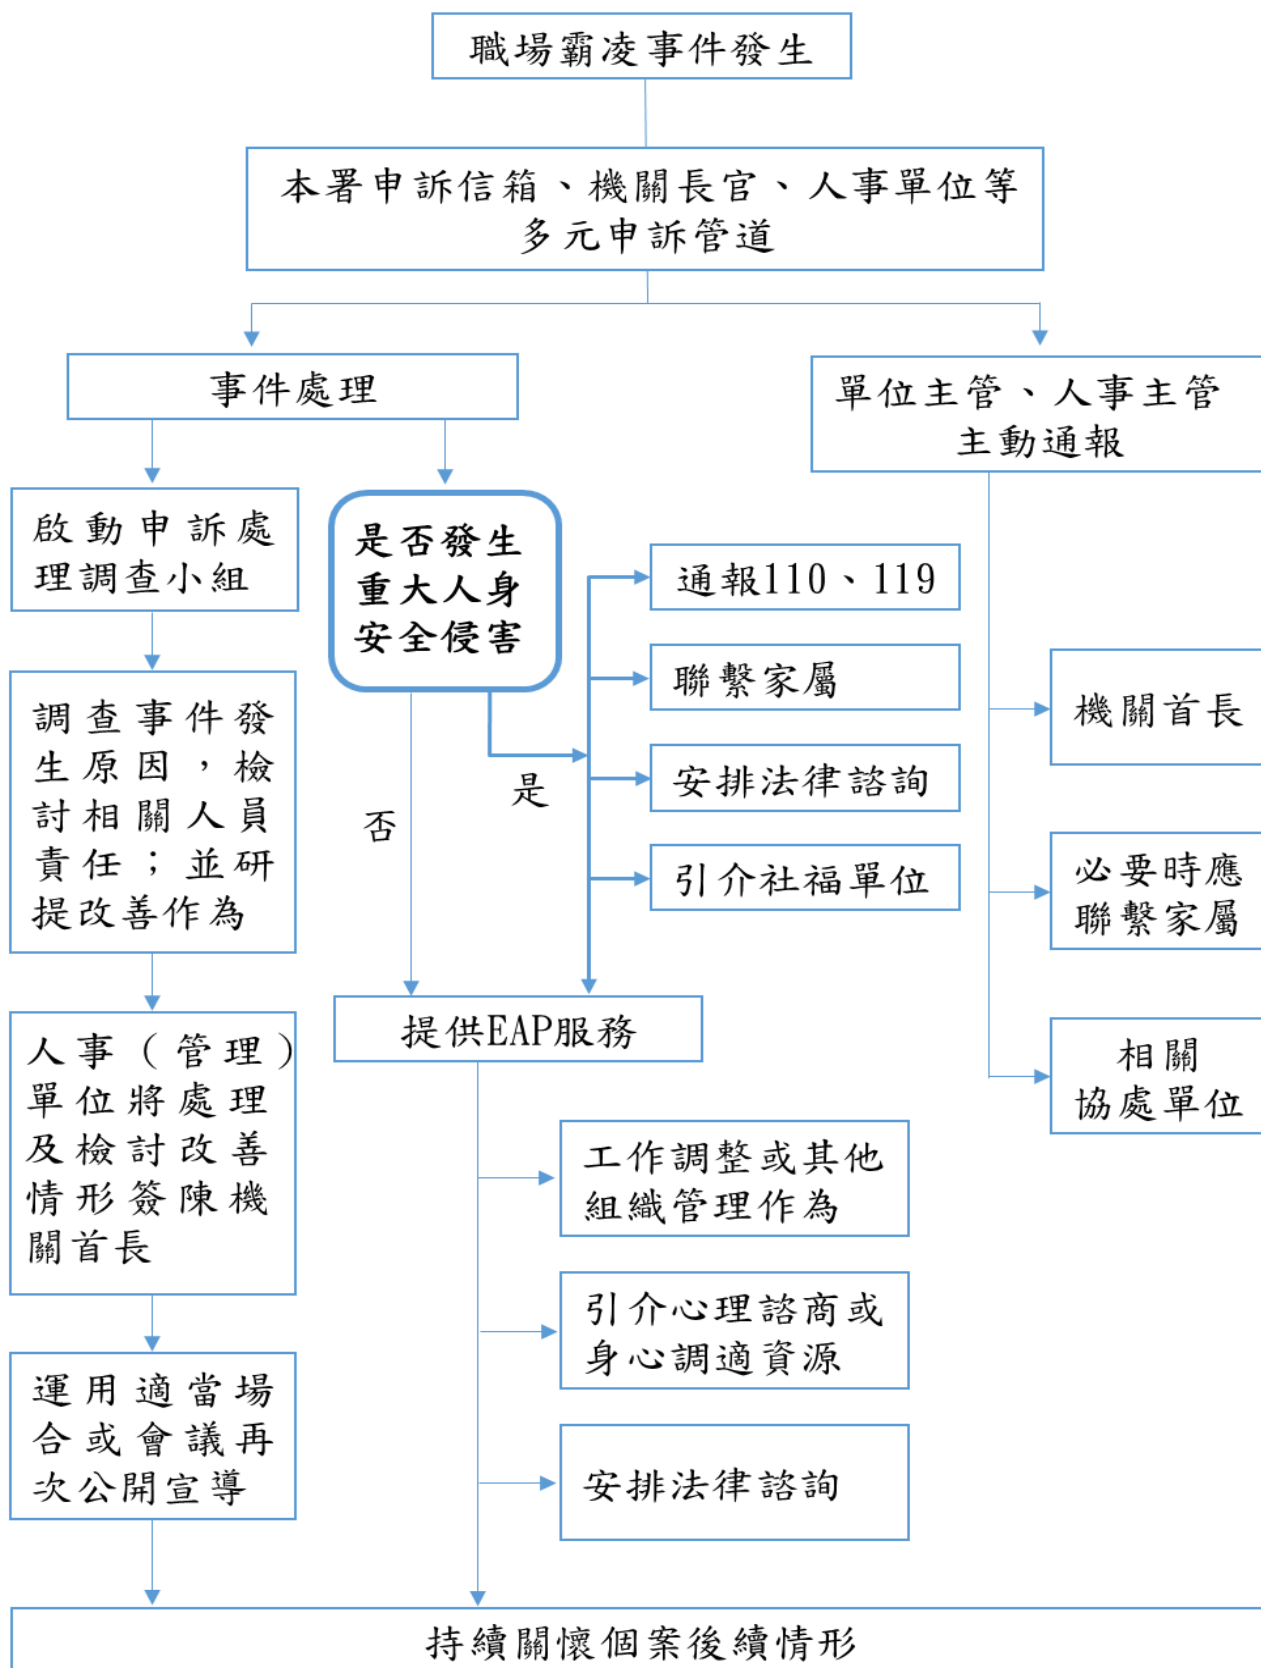 職場霸凌事件發生
本署申訴信箱、機關長官、人事單位等
多元申訴管道
事件處理
單位主管、人事主管
主動通報
啟動申訴處
理調查小組
是否發生
重大人身
安全侵害
通報110、119
聯繫家屬
安排法律諮詢
引介社福單位
是
否
機關首長
必要時應
聯繫家屬
相關
協處單位
調查事件發
生原因，檢
討相關人員
責任；並研
提改善作為
提供EAP服務
人事（管理）
單位將處理
及檢討改善
情形簽陳機
關首長
工作調整或其他
組織管理作為
引介心理諮商或
身心調適資源
安排法律諮詢
運用適當場
合或會議再
次公開宣導
持續關懷個案後續情形